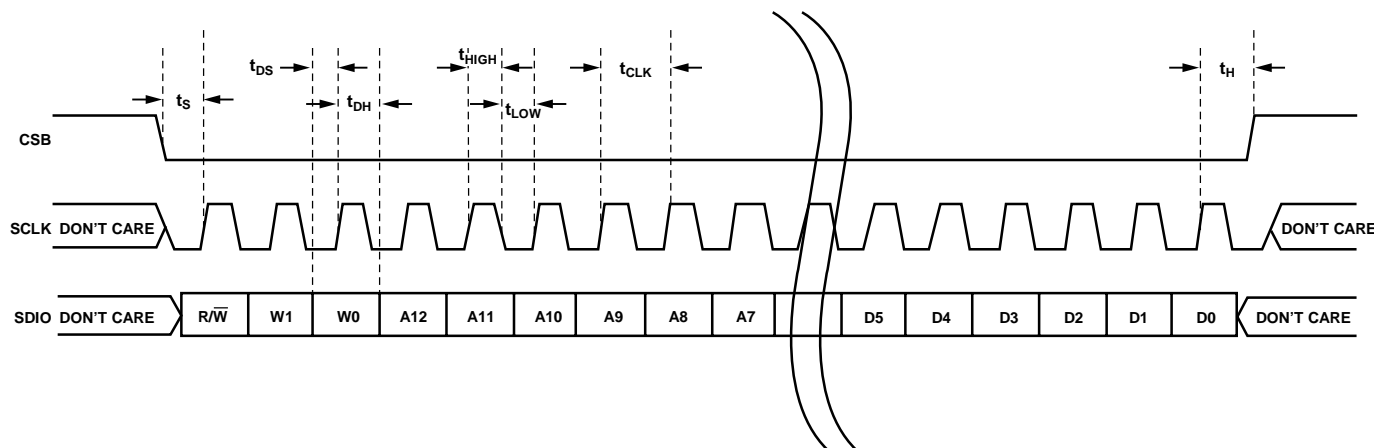 tDS
tHIGH
tCLK
tH
tS
tDH
tLOW
CSB
SCLK DON'T CARE
DON'T CARE
SDIO DON'T CARE
R/W̅
W1
W0
A12
A11
A10
A9
A8
A7
D5
D4
D3
D2
D1
D0
DON'T CARE